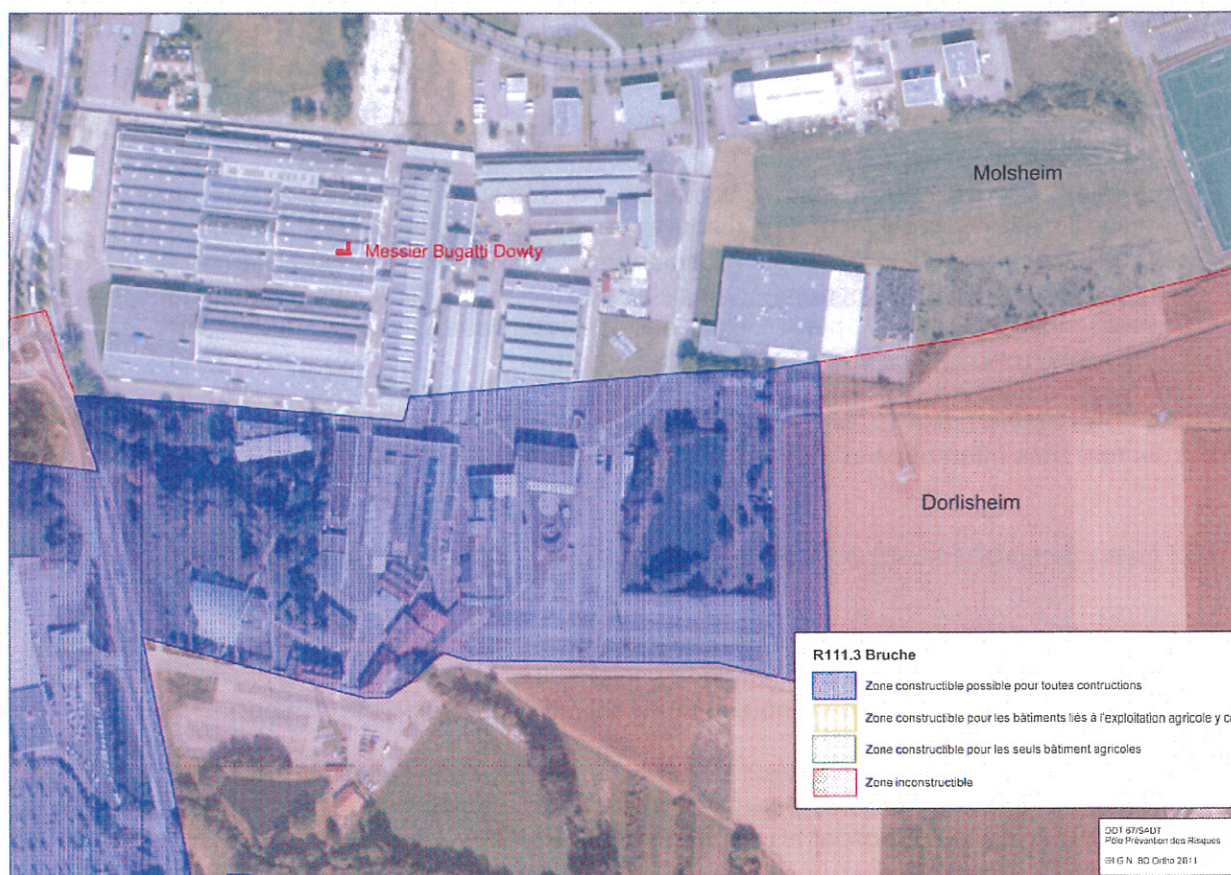 Molsheim
Messier Bugatti Dowty
Dorlisheim
R111.3 Bruche
Zone constructible possible pour toutes contructions
Zone constructible pour les bâtiments liés à l'exploitation agricole y co
Zone constructible pour les seuls bâtiment agricoles
Zone inconstructible
DDT 67/SADT
Pôle Prévention des Risques
©I.G.N. BD Ortho 2011